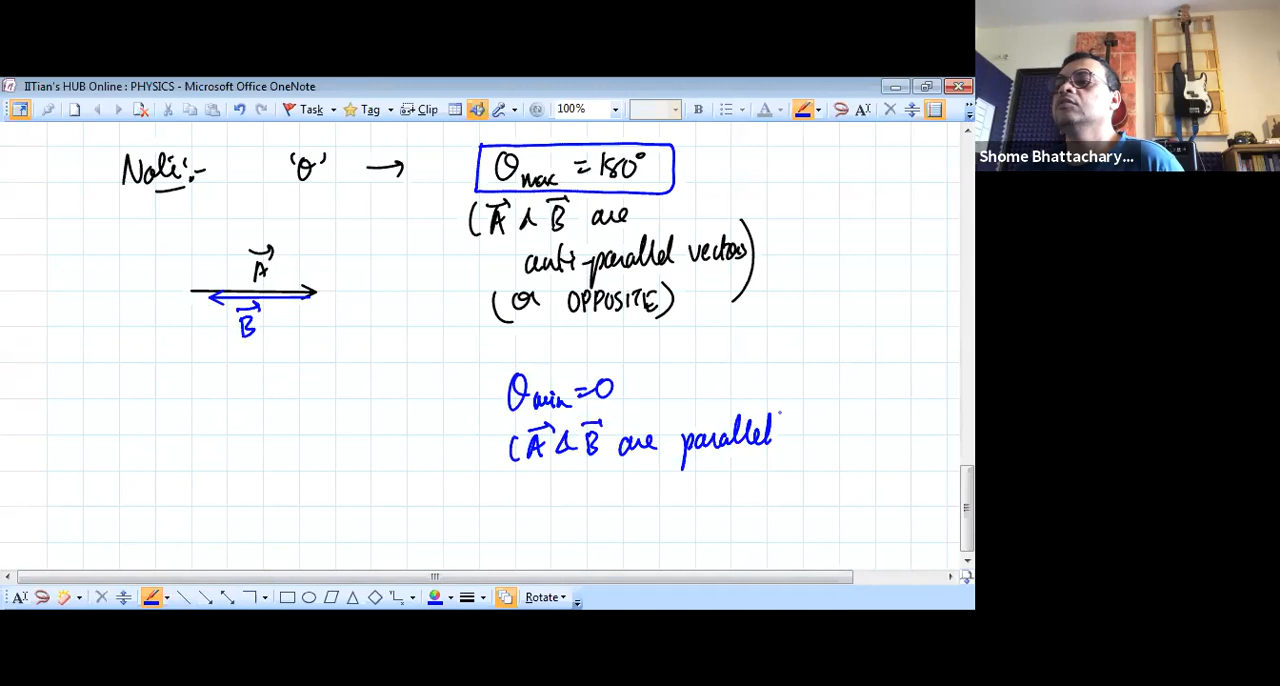 IITian's HUB Online : PHYSICS - Microsoft Office OneNote
Task Tag Clip 100% B A
Note:- 'θ' → θmax = 180°
(A⃗ & B⃗ are
anti-parallel vectors)
(or OPPOSITE)
A⃗
B⃗
θmin = 0
(A⃗ & B⃗ are parallel
Rotate
Shome Bhattachary...